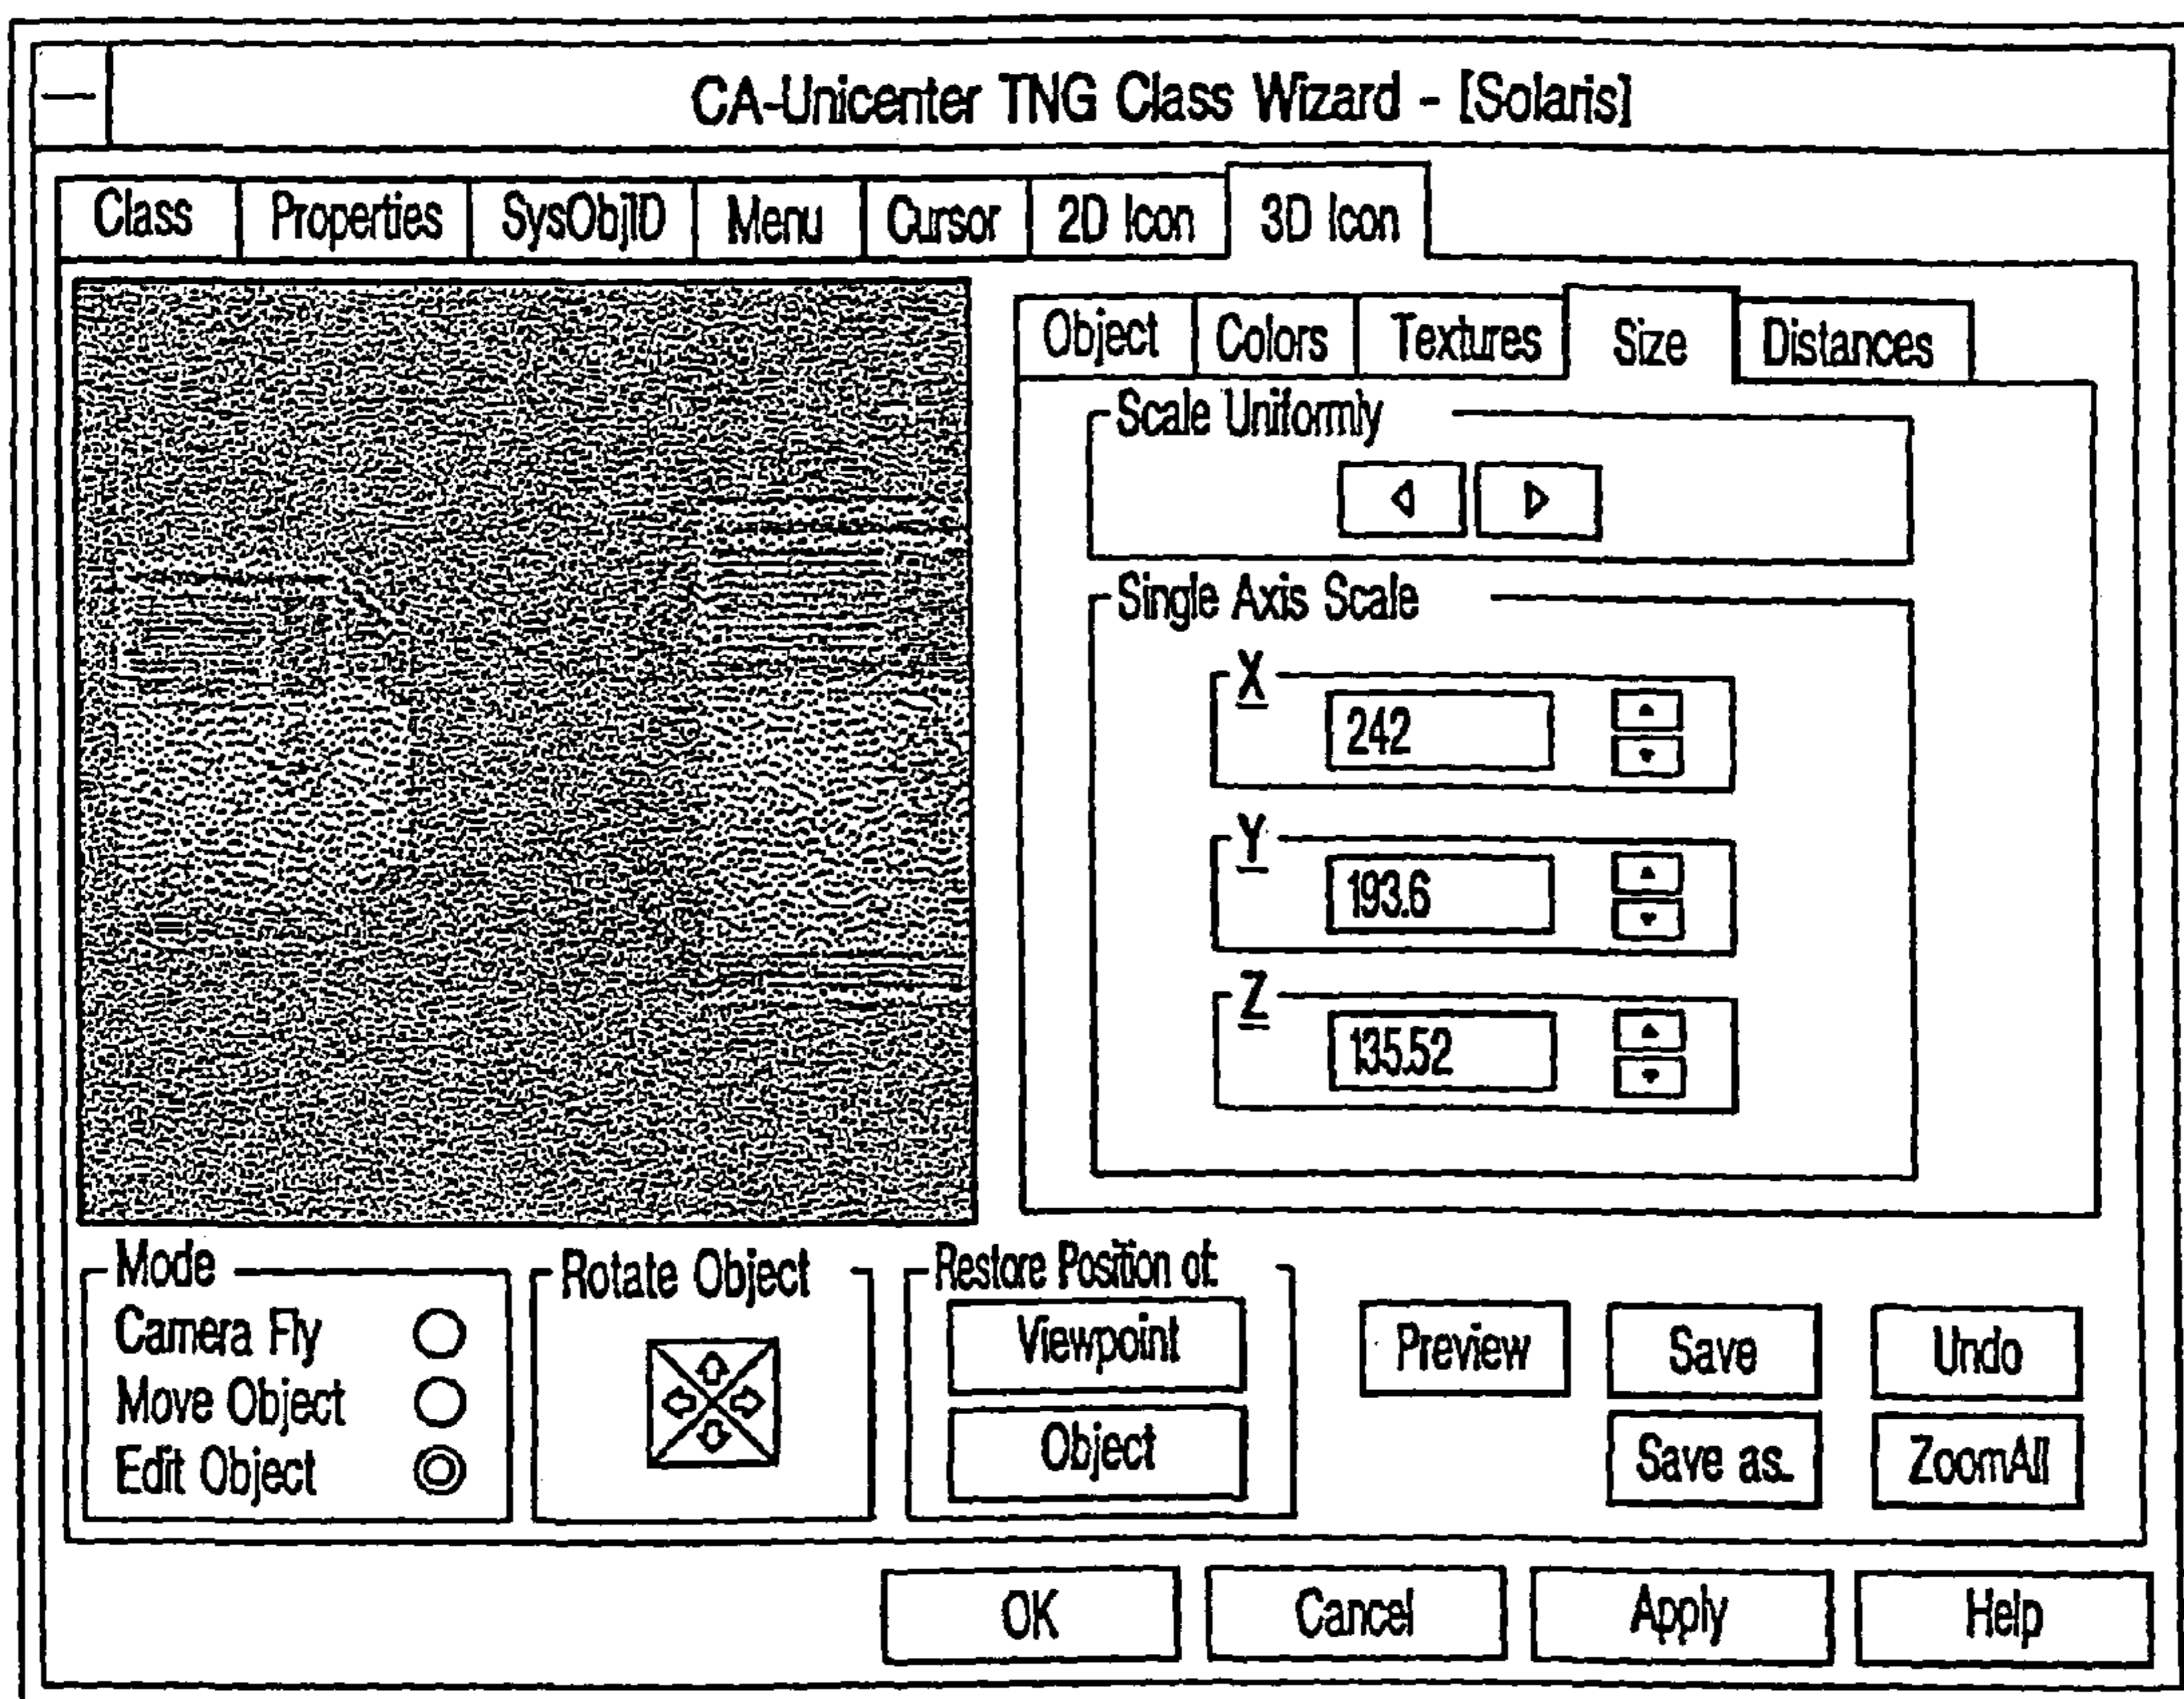 CA-Unicenter TNG Class Wizard - [Solaris]
Class Properties SysObjID Menu Cursor 2D Icon 3D Icon
Object Colors Textures Size Distances
Scale Uniformly
Single Axis Scale
X
242
Y
193.6
Z
135.52
Mode
Camera Fly
Move Object
Edit Object
Rotate Object
Restore Position of:
Viewpoint
Object
Preview Save Undo
Save as.. ZoomAll
OK Cancel Apply Help